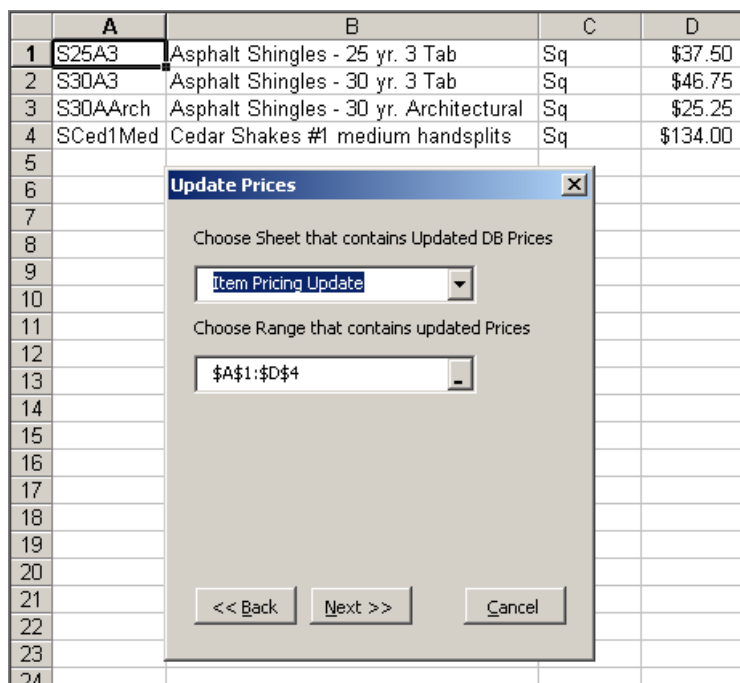 A B C D
1 S25A3 Asphalt Shingles - 25 yr. 3 Tab Sq $37.50
2 S30A3 Asphalt Shingles - 30 yr. 3 Tab Sq $46.75
3 S30AArch Asphalt Shingles - 30 yr. Architectural Sq $25.25
4 SCed1Med Cedar Shakes #1 medium handsplits Sq $134.00
5
6
Update Prices
7
8
Choose Sheet that contains Updated DB Prices
9
Item Pricing Update
10
11
Choose Range that contains updated Prices
12
13
$A$1:$D$4
14
15
16
17
18
19
20
21
<< Back Next >> Cancel
22
23
24